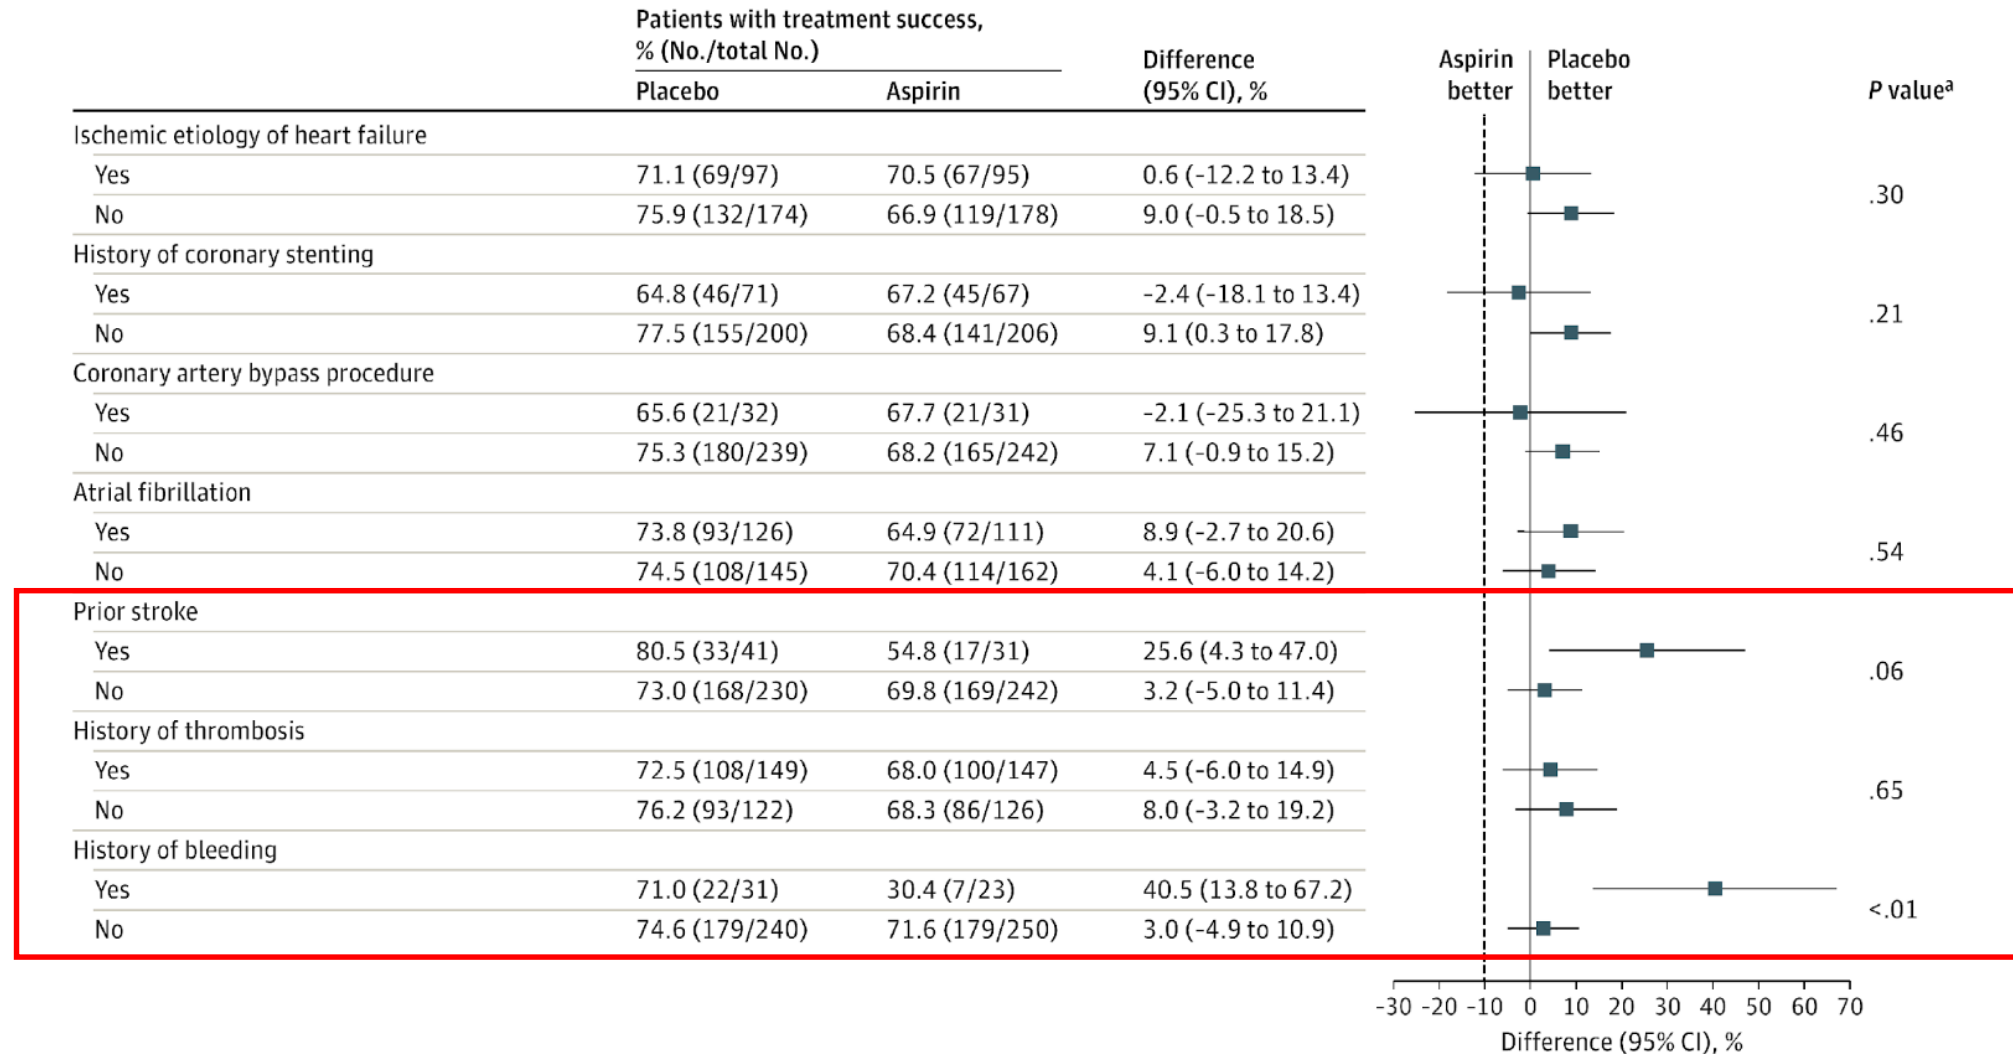 Patients with treatment success,
% (No./total No.)
Placebo Aspirin Difference (95% CI), % Aspirin better Placebo better P valueᵃ
Ischemic etiology of heart failure
Yes 71.1 (69/97) 70.5 (67/95) 0.6 (-12.2 to 13.4)
.30
No 75.9 (132/174) 66.9 (119/178) 9.0 (-0.5 to 18.5)
History of coronary stenting
Yes 64.8 (46/71) 67.2 (45/67) -2.4 (-18.1 to 13.4)
.21
No 77.5 (155/200) 68.4 (141/206) 9.1 (0.3 to 17.8)
Coronary artery bypass procedure
Yes 65.6 (21/32) 67.7 (21/31) -2.1 (-25.3 to 21.1)
.46
No 75.3 (180/239) 68.2 (165/242) 7.1 (-0.9 to 15.2)
Atrial fibrillation
Yes 73.8 (93/126) 64.9 (72/111) 8.9 (-2.7 to 20.6)
.54
No 74.5 (108/145) 70.4 (114/162) 4.1 (-6.0 to 14.2)
Prior stroke
Yes 80.5 (33/41) 54.8 (17/31) 25.6 (4.3 to 47.0)
.06
No 73.0 (168/230) 69.8 (169/242) 3.2 (-5.0 to 11.4)
History of thrombosis
Yes 72.5 (108/149) 68.0 (100/147) 4.5 (-6.0 to 14.9)
.65
No 76.2 (93/122) 68.3 (86/126) 8.0 (-3.2 to 19.2)
History of bleeding
Yes 71.0 (22/31) 30.4 (7/23) 40.5 (13.8 to 67.2)
<.01
No 74.6 (179/240) 71.6 (179/250) 3.0 (-4.9 to 10.9)
-30 -20 -10 0 10 20 30 40 50 60 70
Difference (95% CI), %